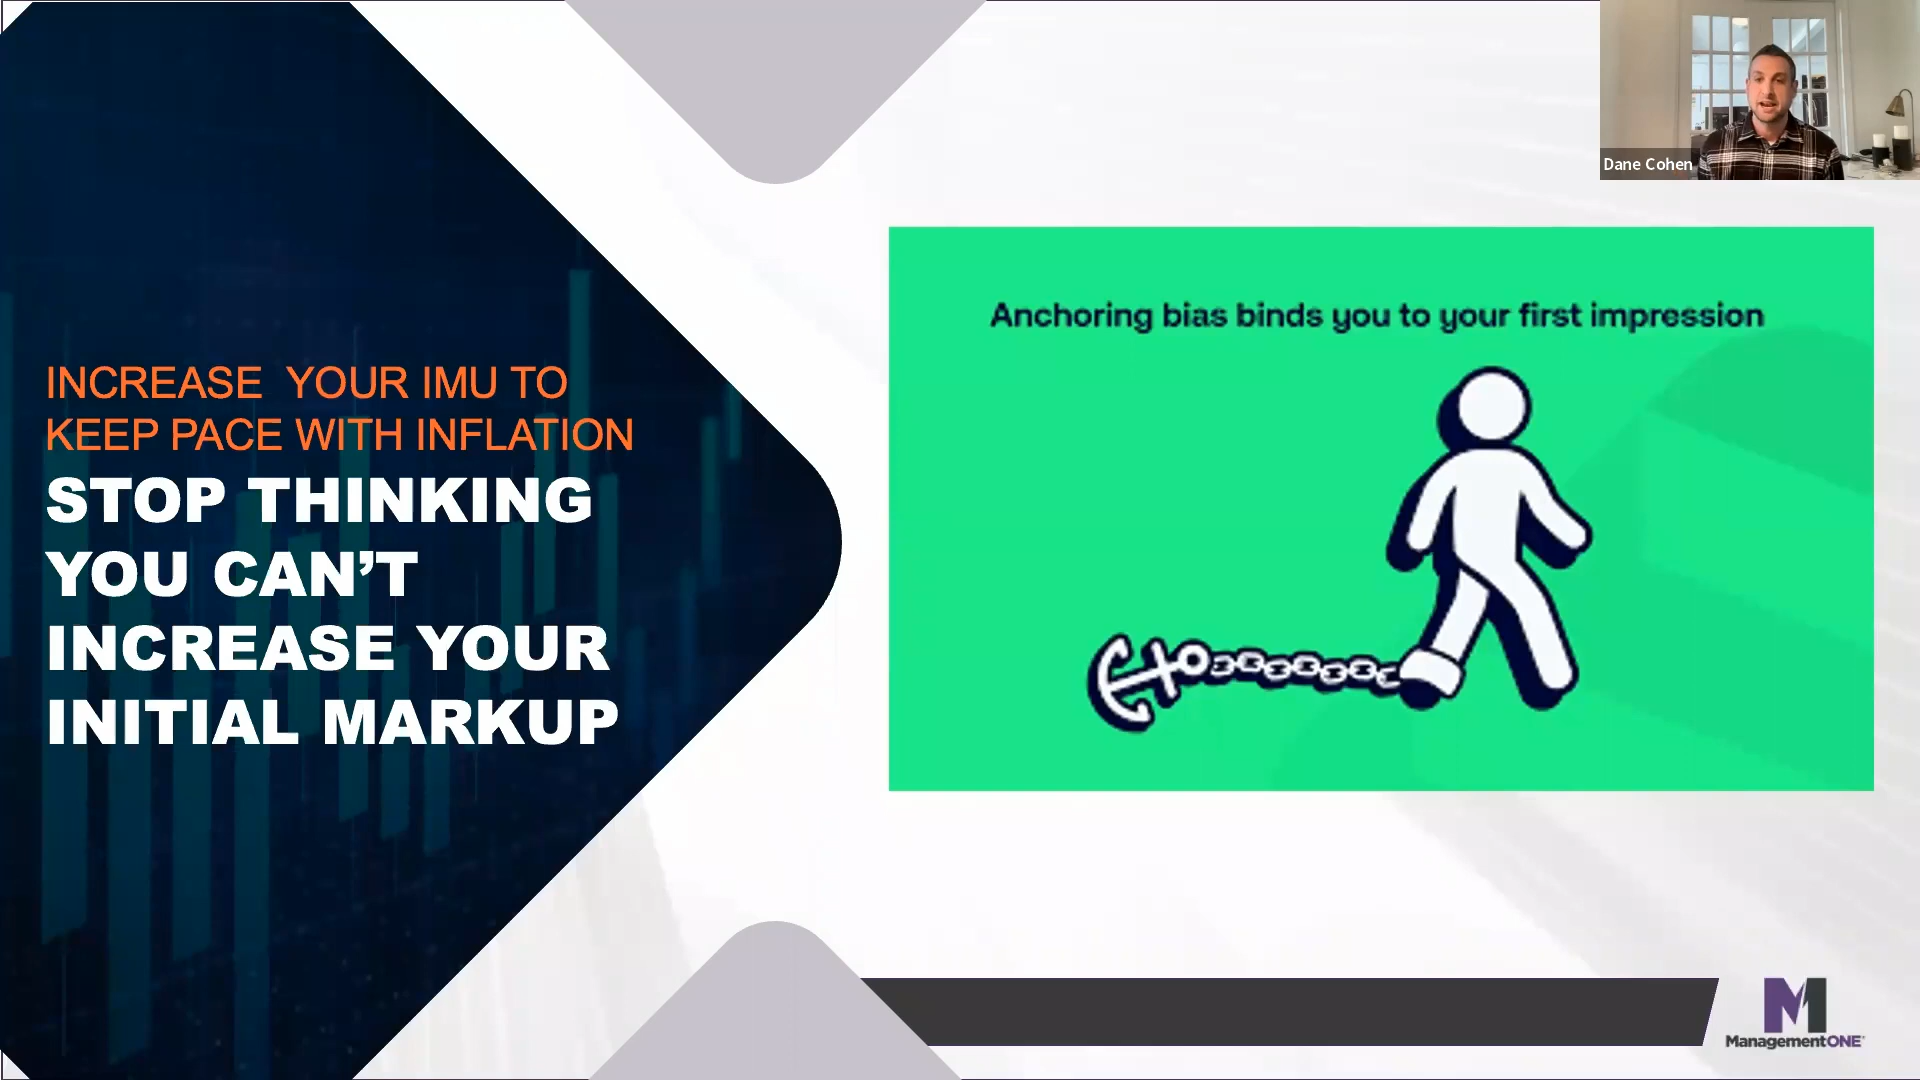 INCREASE  YOUR IMU TO
KEEP PACE WITH INFLATION
STOP THINKING
YOU CAN’T
INCREASE YOUR
INITIAL MARKUP
Anchoring bias binds you to your first impression
Dane Cohen
M
ManagementONE